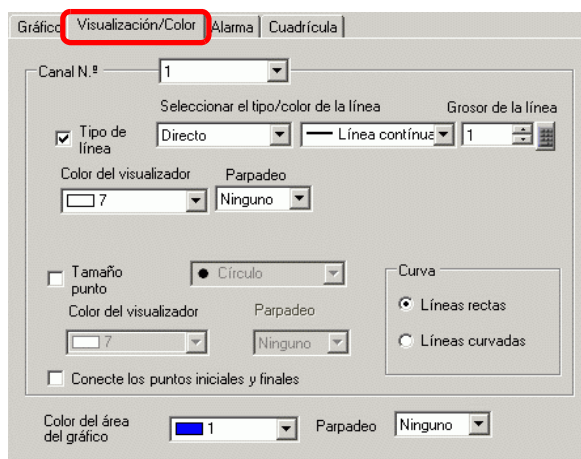 Gráfico Visualización/Color Alarma Cuadrícula
Canal N.º 1
Seleccionar el tipo/color de la línea Grosor de la línea
Tipo de línea Directo Línea contínua 1
Color del visualizador Parpadeo
7 Ninguno
Tamaño punto Círculo
Curva
Color del visualizador Parpadeo
Líneas rectas
7 Ninguno
Líneas curvadas
Conecte los puntos iniciales y finales
Color del área del gráfico 1 Parpadeo Ninguno